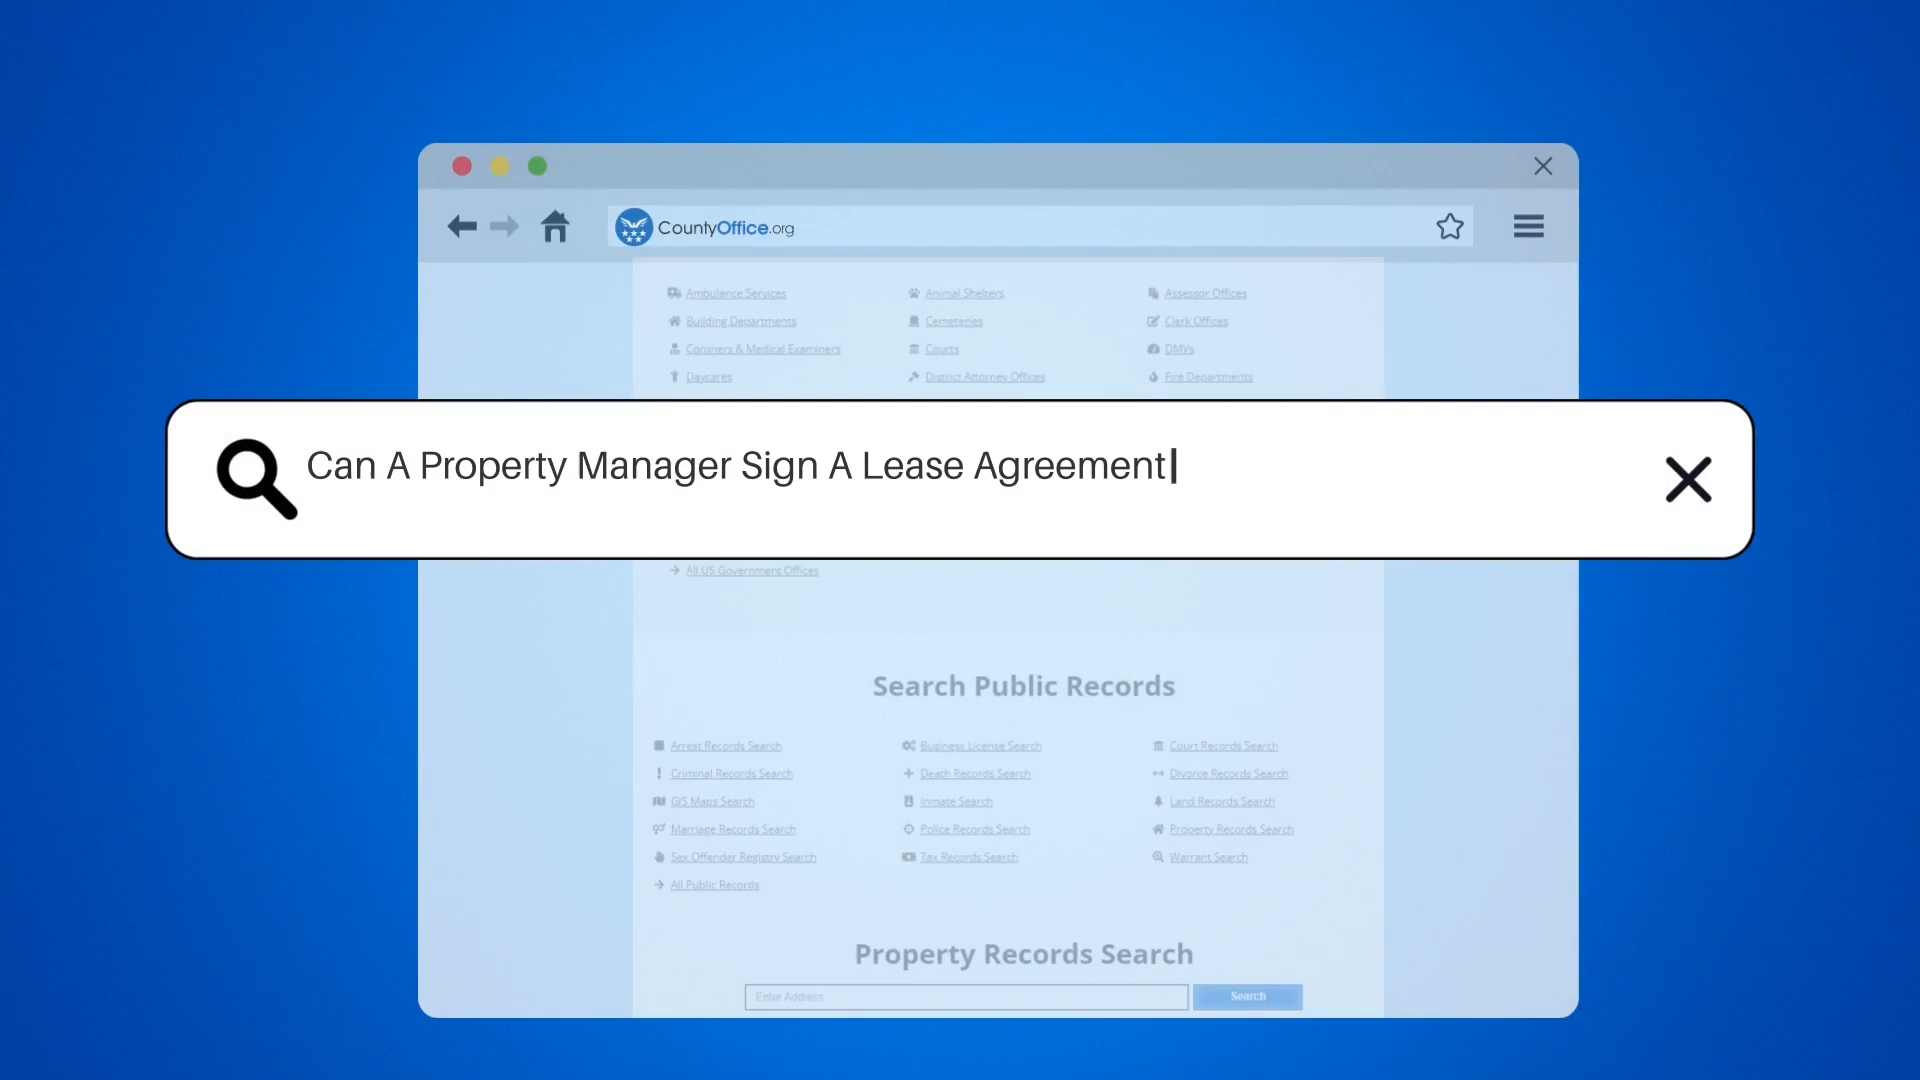 CountyOffice.org
Ambulance Services Animal Shelters Assessor Offices
Building Departments Cemeteries Clerk Offices
Coroners & Medical Examiners Courts DMVs
Daycares District Attorney Offices Fire Departments
Can A Property Manager Sign A Lease Agreement
All US Government Offices
Search Public Records
Arrest Records Search Business License Search Court Records Search
Criminal Records Search Death Records Search Divorce Records Search
GIS Maps Search Inmate Search Land Records Search
Marriage Records Search Police Records Search Property Records Search
Sex Offender Registry Search Tax Records Search Warrant Search
All Public Records
Property Records Search
Enter Address Search